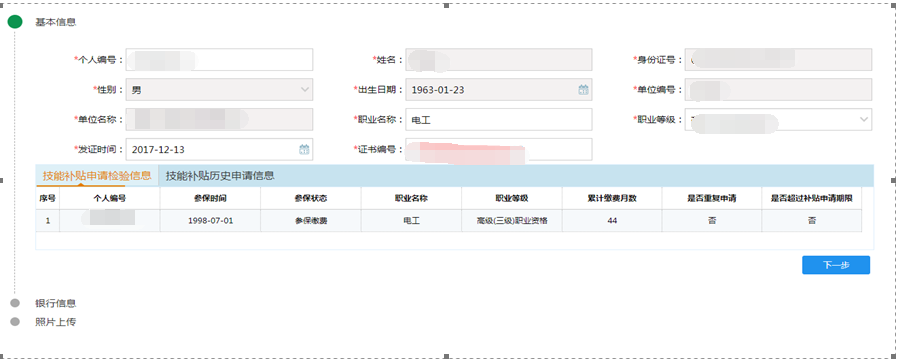 基本信息
*个人编号： *姓名： *身份证号：
*性别： 男 *出生日期： 1963-01-23 *单位编号：
*单位名称： *职业名称： 电工 *职业等级：
*发证时间： 2017-12-13 *证书编号：
技能补贴申请检验信息 技能补贴历史申请信息
序号 个人编号 参保时间 参保状态 职业名称 职业等级 累计缴费月数 是否重复申请 是否超过补贴申请期限
1 1998-07-01 参保缴费 电工 高级(三级)职业资格 44 否 否
下一步
银行信息
照片上传